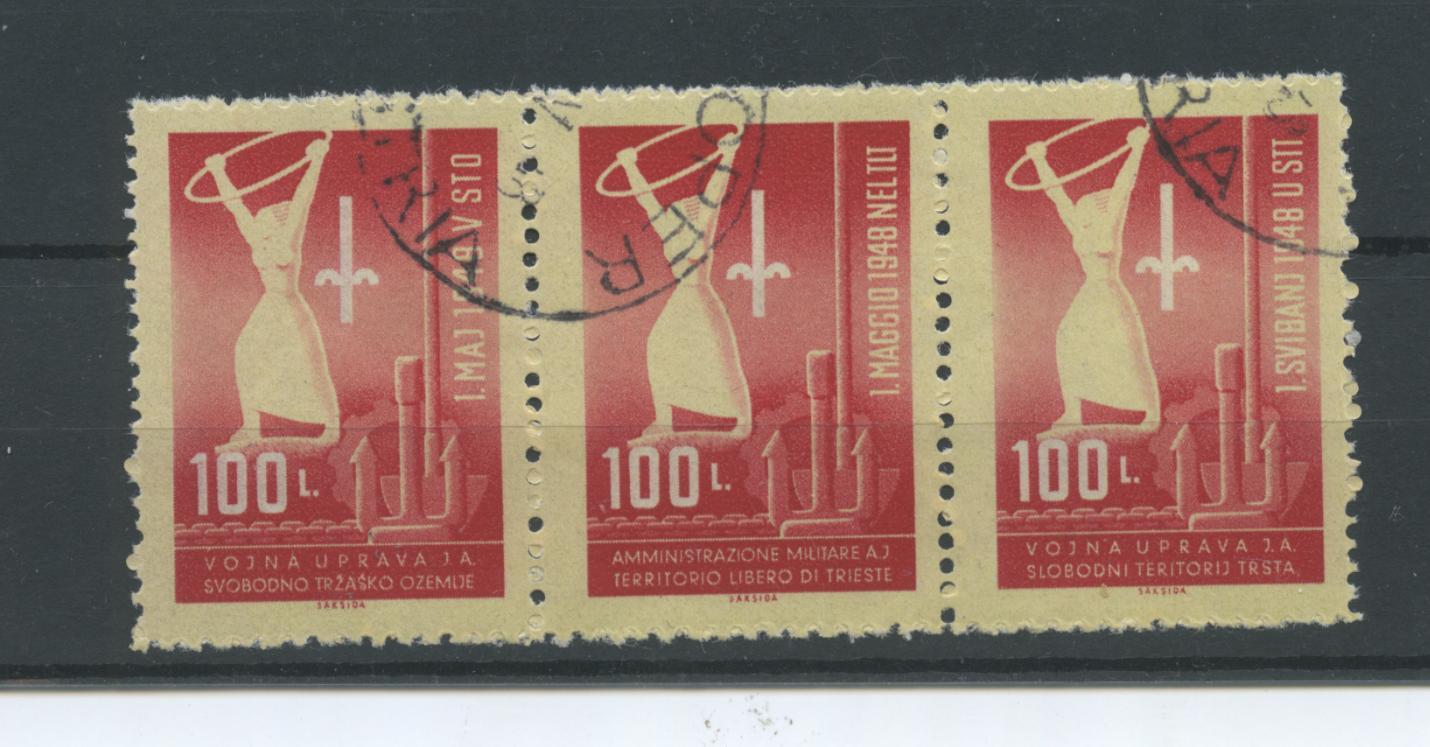 1. MAJ 1948 V STO
100 L.
VOJNA UPRAVA J.A.
SVOBODNO TRŽAŠKO OZEMLJE
SAKSIDA
1. MAGGIO 1948 NEL TLT
100 L.
AMMINISTRAZIONE MILITARE A.J.
TERRITORIO LIBERO DI TRIESTE
SAKSIDA
1. SVIBANJ 1948 U STT
100 L.
VOJNA UPRAVA J.A.
SLOBODNI TERITORIJ TRSTA
SAKSIDA